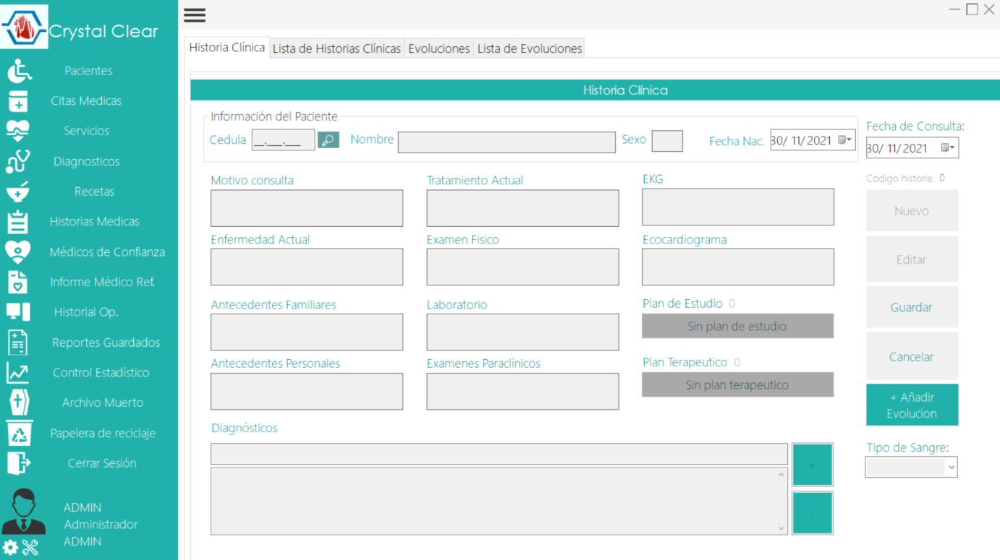 Crystal Clear
Pacientes
Citas Medicas
Servicios
Diagnosticos
Recetas
Historias Medicas
Médicos de Confianza
Informe Médico Ref.
Historial Op.
Reportes Guardados
Control Estadístico
Archivo Muerto
Papelera de reciclaje
Cerrar Sesión
ADMIN
Administrador
ADMIN
Historia Clínica
Lista de Historias Clínicas
Evoluciones
Lista de Evoluciones
Historia Clínica
Información del Paciente
Cedula __.___.___
Nombre
Sexo
Fecha Nac. 30/ 11/ 2021
Fecha de Consulta:
30/ 11/ 2021
Codigo historia: 0
Motivo consulta
Tratamiento Actual
EKG
Enfermedad Actual
Examen Fisico
Ecocardiograma
Antecedentes Familiares
Laboratorio
Plan de Estudio 0
Sin plan de estudio
Antecedentes Personales
Examenes Paraclínicos
Plan Terapeutico 0
Sin plan terapeutico
Diagnósticos
+
-
Nuevo
Editar
Guardar
Cancelar
+ Añadir
Evolucion
Tipo de Sangre: